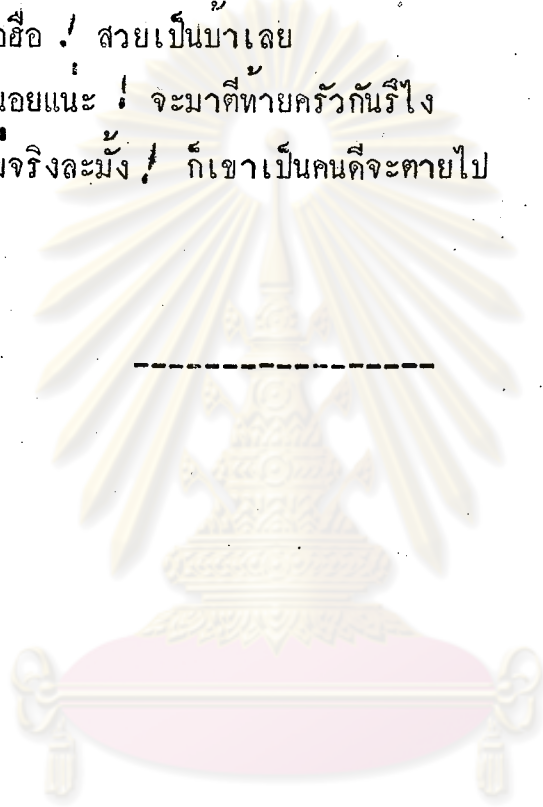 ฮื่อ ! สวยเป็นบ้าเลย
น้อยแน่ะ ! จะมาตีท้ายครัวกันรึไง
จริงละมั้ง ! ก็เขาเป็นคนดีจะตายไป